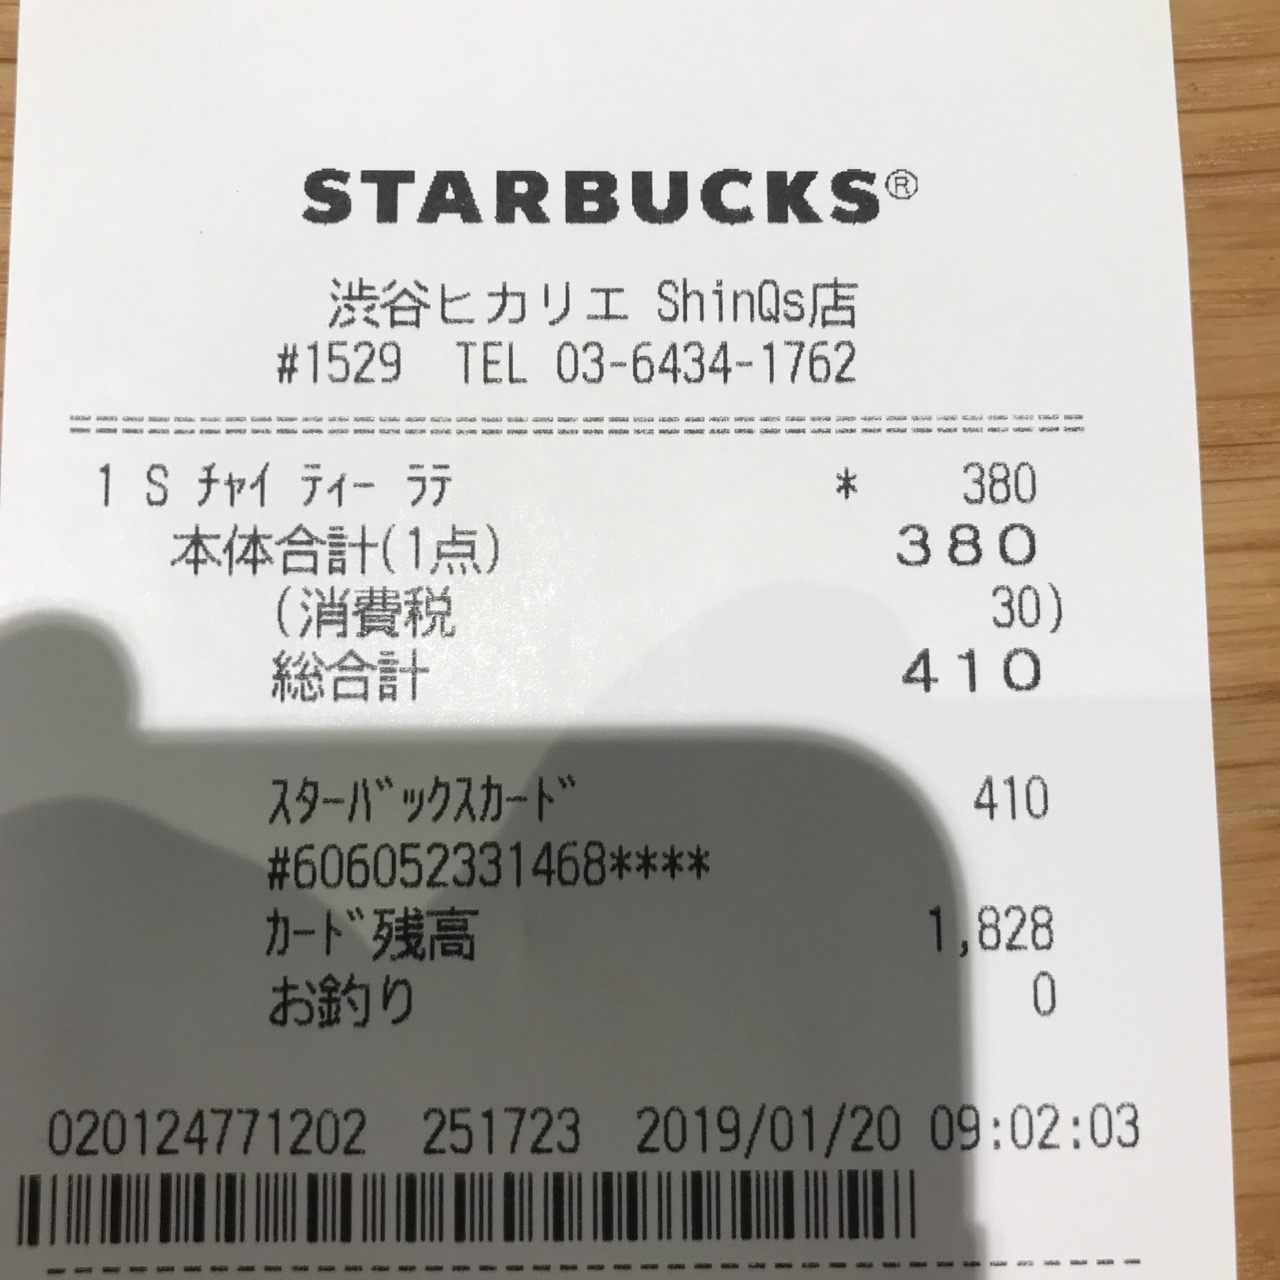 STARBUCKS®
渋谷ヒカリエ ShinQs店
#1529 TEL 03-6434-1762
1 S ﾁｬｲ ﾃｨｰ ﾗﾃ * 380
本体合計(1点) 380
(消費税 30)
総合計 410
ｽﾀｰﾊﾞｯｸｽｶｰﾄﾞ 410
#606052331468****
ｶｰﾄﾞ残高 1,828
お釣り 0
020124771202 251723 2019/01/20 09:02:03